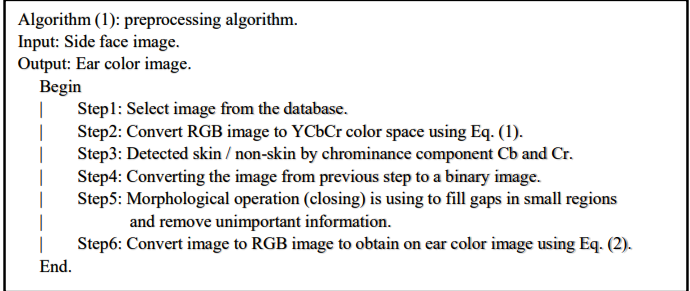 Algorithm (1): preprocessing algorithm.
Input: Side face image.
Output: Ear color image.
Begin
| Step1: Select image from the database.
| Step2: Convert RGB image to YCbCr color space using Eq. (1).
| Step3: Detected skin / non-skin by chrominance component Cb and Cr.
| Step4: Converting the image from previous step to a binary image.
| Step5: Morphological operation (closing) is using to fill gaps in small regions
| and remove unimportant information.
| Step6: Convert image to RGB image to obtain on ear color image using Eq. (2).
End.